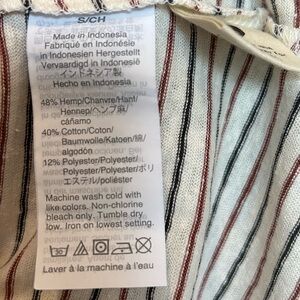 S/CH
Made in Indonesia
Fabriqué en Indonésie
in Indonesien Hergestellt
Vervaardigd in Indonesië
インドネシア製
48% Hemp/Chanvre/Hanf/
Hennep/ヘンプ麻/
cáñamo
40% Cotton/Coton/
Baumwolle/Katoen/綿/
algodón
12% Polyester/Polyester/
Polyester/Polyester/ポリ
エステル/poliéster
Machine wash cold with
like colors. Non-chlorine
bleach only. Tumble dry
low. Iron on lowest setting.
Laver à la machine à l'eau